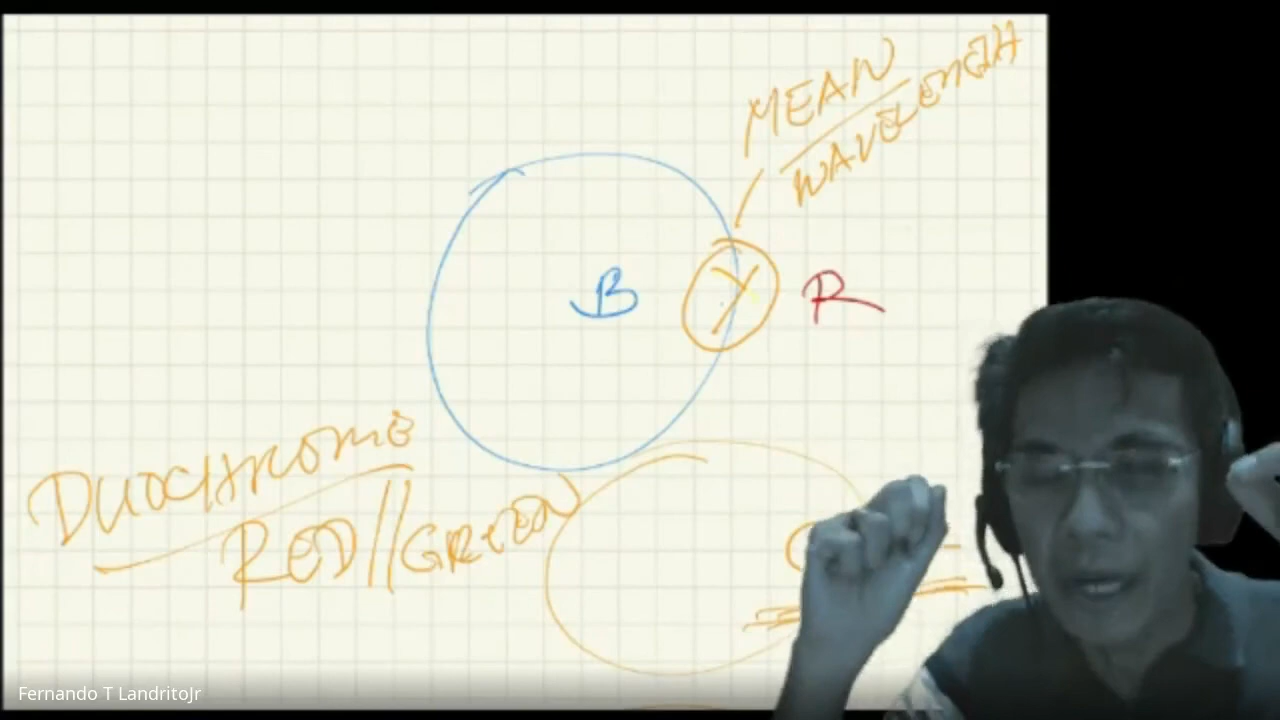 MEAN
WAVELENGTH
B
Y
R
DUOCHROME
RED//GREEN
Fernando T LandritoJr